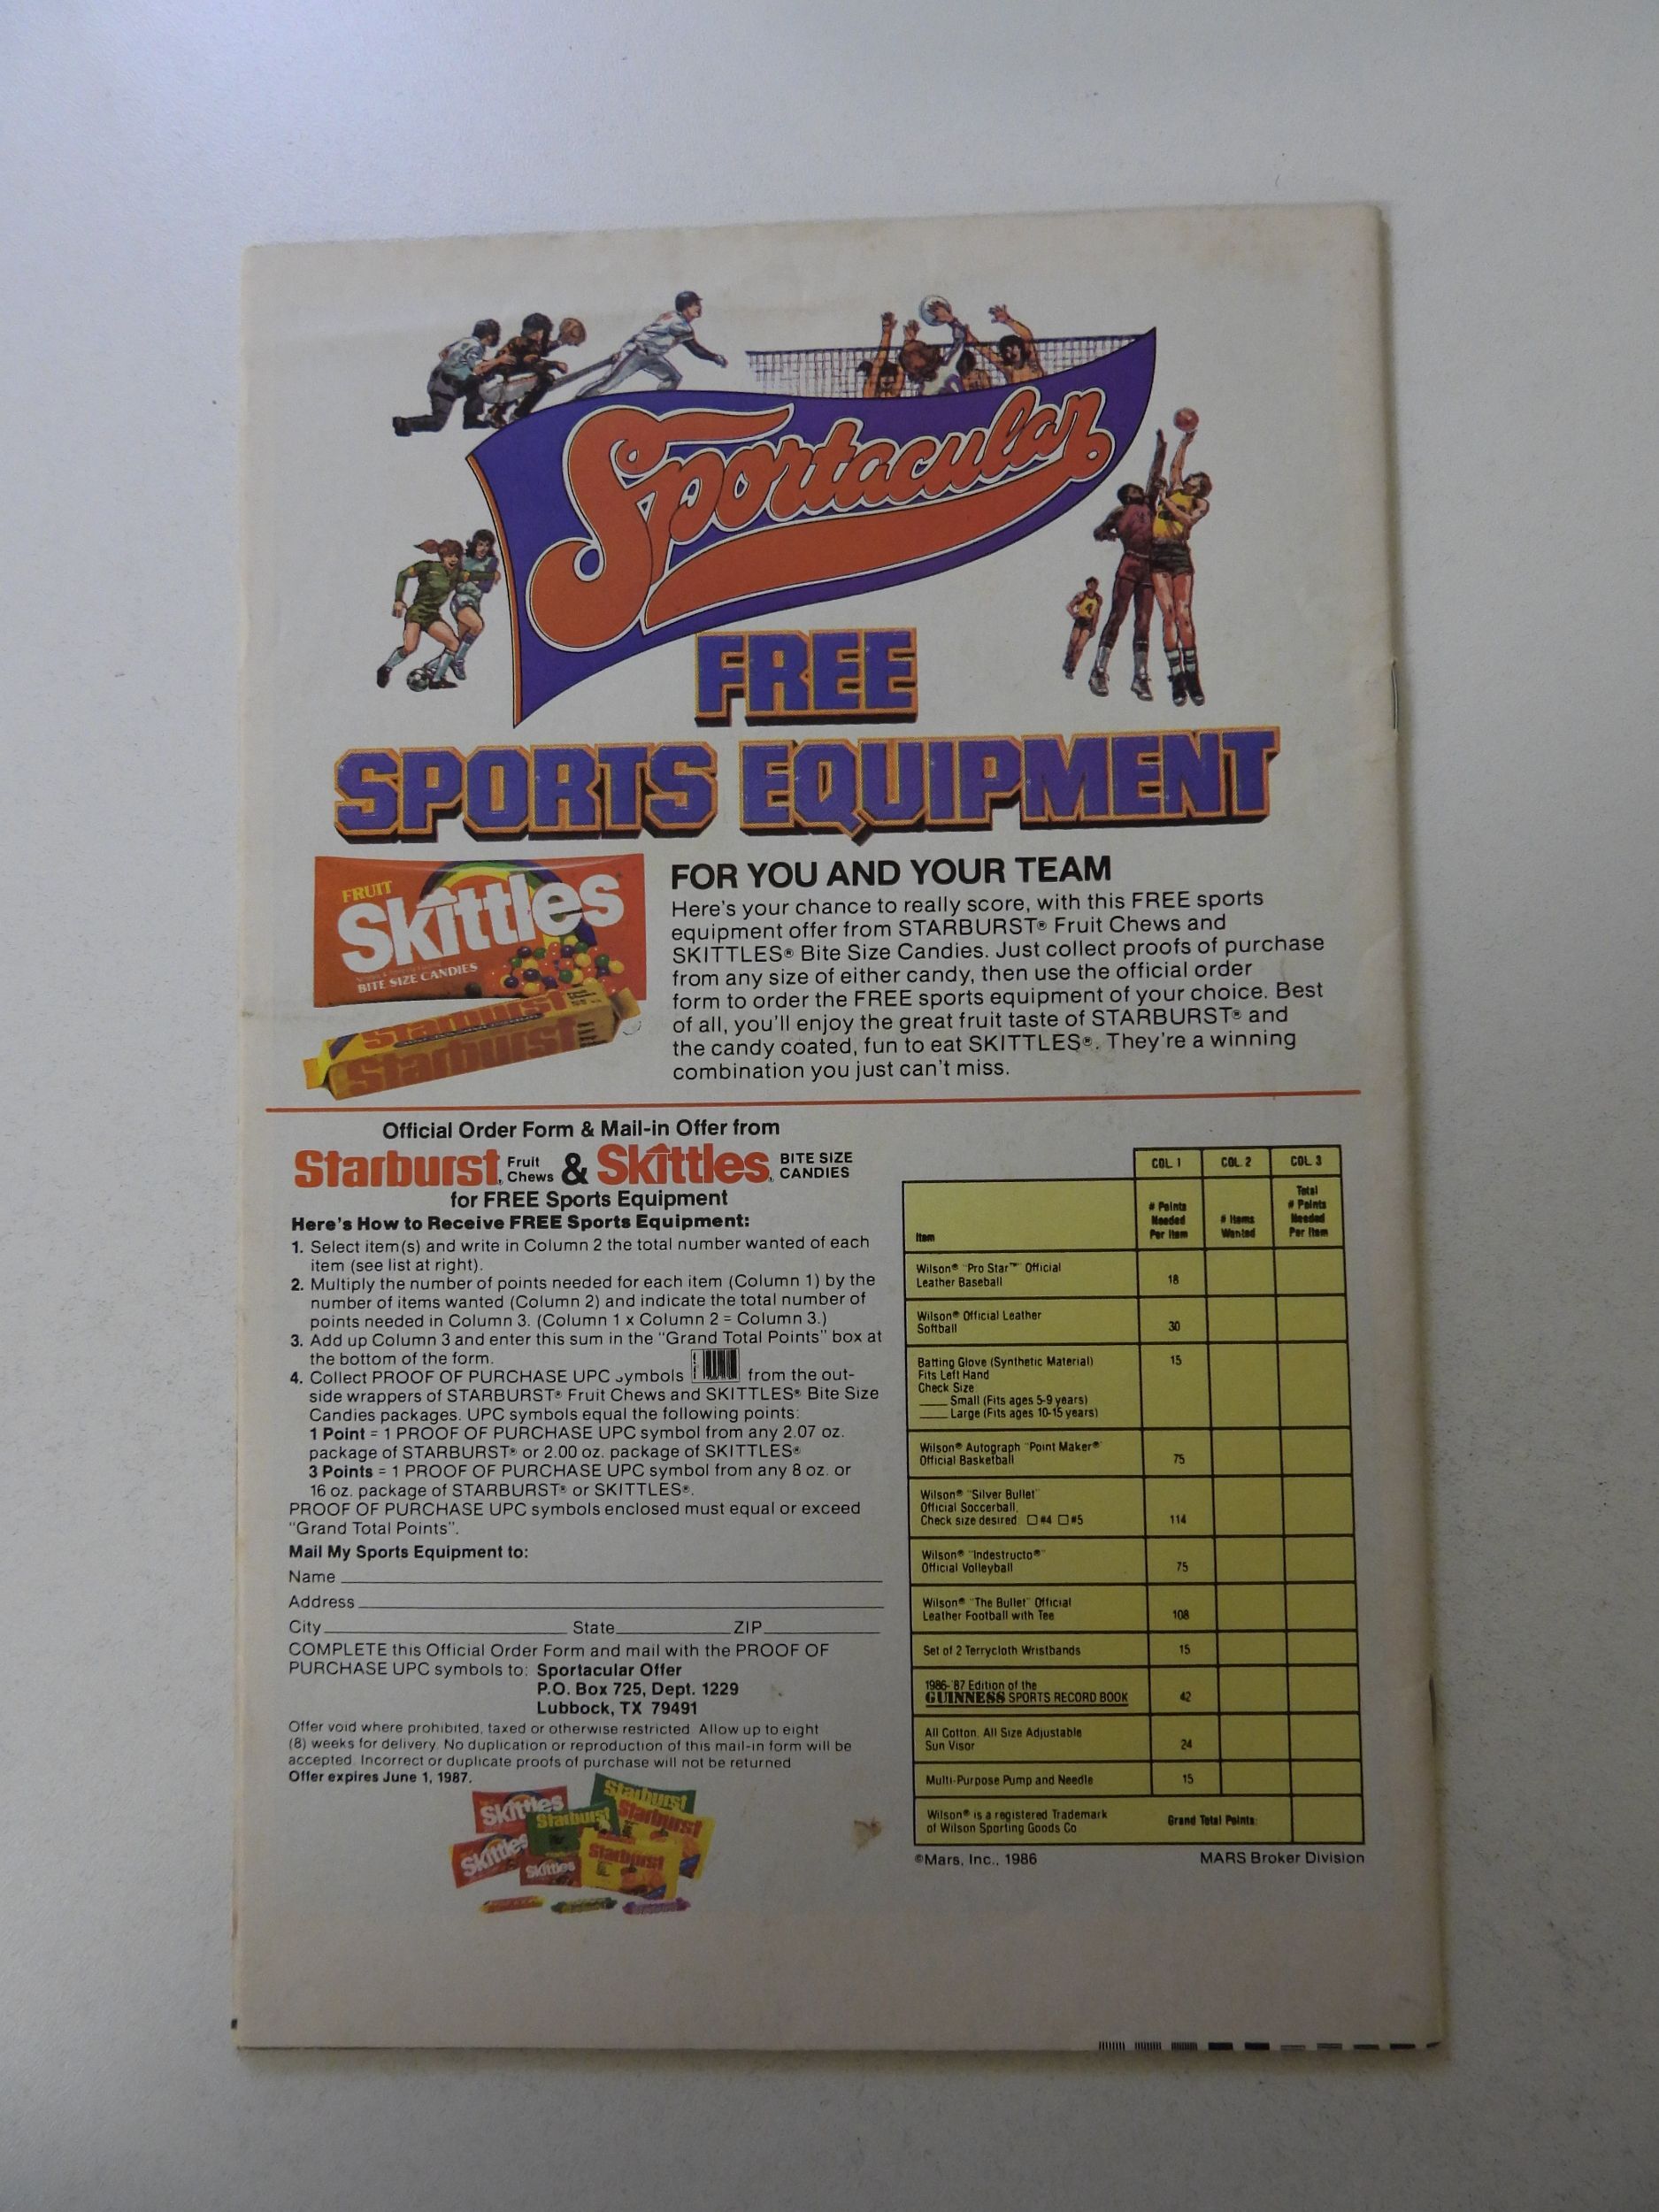 Sportacular
FREE
SPORTS EQUIPMENT
FRUIT
Skittles
BITE SIZE CANDIES
Starburst
Starburst
FOR YOU AND YOUR TEAM
Here's your chance to really score, with this FREE sports
equipment offer from STARBURST® Fruit Chews and
SKITTLES® Bite Size Candies. Just collect proofs of purchase
from any size of either candy, then use the official order
form to order the FREE sports equipment of your choice. Best
of all, you'll enjoy the great fruit taste of STARBURST® and
the candy coated, fun to eat SKITTLES®. They're a winning
combination you just can't miss.
Official Order Form & Mail-in Offer from
Starburst® Fruit Chews & Skittles® BITE SIZE CANDIES
for FREE Sports Equipment
Here's How to Receive FREE Sports Equipment:
1. Select item(s) and write in Column 2 the total number wanted of each
item (see list at right).
2. Multiply the number of points needed for each item (Column 1) by the
number of items wanted (Column 2) and indicate the total number of
points needed in Column 3. (Column 1 x Column 2 = Column 3.)
3. Add up Column 3 and enter this sum in the "Grand Total Points" box at
the bottom of the form.
4. Collect PROOF OF PURCHASE UPC symbols from the out-
side wrappers of STARBURST® Fruit Chews and SKITTLES® Bite Size
Candies packages. UPC symbols equal the following points:
1 Point = 1 PROOF OF PURCHASE UPC symbol from any 2.07 oz.
package of STARBURST® or 2.00 oz. package of SKITTLES®
3 Points = 1 PROOF OF PURCHASE UPC symbol from any 8 oz. or
16 oz. package of STARBURST® or SKITTLES®.
PROOF OF PURCHASE UPC symbols enclosed must equal or exceed
"Grand Total Points".
Mail My Sports Equipment to:
Name
Address
City State ZIP
COMPLETE this Official Order Form and mail with the PROOF OF
PURCHASE UPC symbols to: Sportacular Offer
P.O. Box 725, Dept. 1229
Lubbock, TX 79491
Offer void where prohibited, taxed or otherwise restricted. Allow up to eight
(8) weeks for delivery. No duplication or reproduction of this mail-in form will be
accepted. Incorrect or duplicate proofs of purchase will not be returned.
Offer expires June 1, 1987.
Skittles
Starburst
Starburst
Starburst
Skittles
Skittles
Starburst
COL. 1 COL. 2 COL. 3
Item # Points Needed Per Item # Items Wanted Total # Points Needed Per Item
Wilson® "Pro Star™" Official
Leather Baseball 18
Wilson® Official Leather
Softball 30
Batting Glove (Synthetic Material) 15
Fits Left Hand
Check Size
Small (Fits ages 5-9 years)
Large (Fits ages 10-15 years)
Wilson® Autograph "Point Maker®"
Official Basketball 75
Wilson® "Silver Bullet"
Official Soccerball,
Check size desired #4 #5 114
Wilson® "Indestructo®"
Official Volleyball 75
Wilson® "The Bullet" Official
Leather Football with Tee 108
Set of 2 Terrycloth Wristbands 15
1986-'87 Edition of the
GUINNESS SPORTS RECORD BOOK 42
All Cotton, All Size Adjustable
Sun Visor 24
Multi-Purpose Pump and Needle 15
Wilson® is a registered Trademark
of Wilson Sporting Goods Co Grand Total Points:
©Mars, Inc., 1986 MARS Broker Division